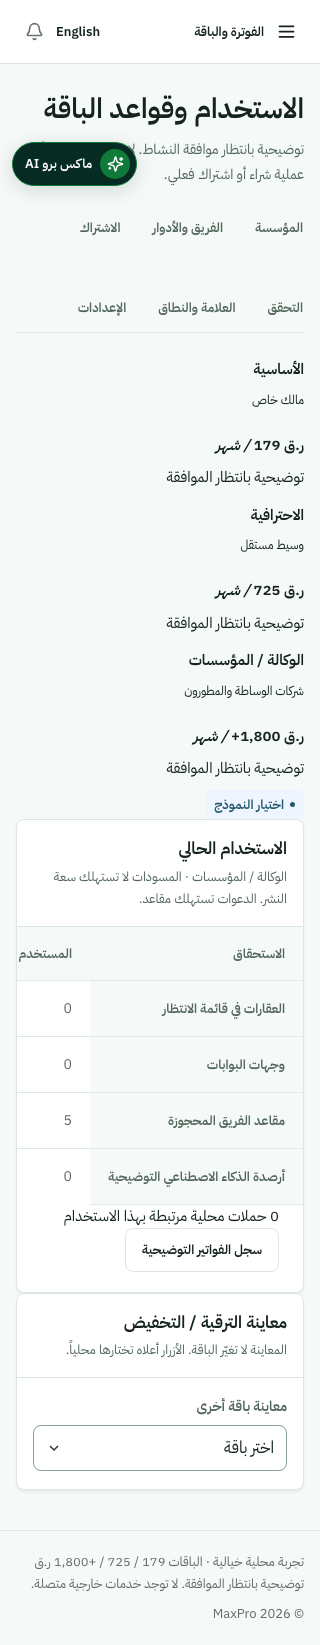 الفوترة والباقة
English
الاستخدام وقواعد الباقة
توضيحية بانتظار موافقة النشاط.
عملية شراء أو اشتراك فعلي.
ماكس برو AI
المؤسسة الفريق والأدوار الاشتراك
التحقق العلامة والنطاق الإعدادات
الأساسية
مالك خاص
ر.ق 179 / شهر
توضيحية بانتظار الموافقة
الاحترافية
وسيط مستقل
ر.ق 725 / شهر
توضيحية بانتظار الموافقة
الوكالة / المؤسسات
شركات الوساطة والمطورون
ر.ق 1,800+ / شهر
توضيحية بانتظار الموافقة
اختيار النموذج
الاستخدام الحالي
الوكالة / المؤسسات · المسودات لا تستهلك سعة
النشر. الدعوات تستهلك مقاعد.
الاستحقاق المستخدم
العقارات في قائمة الانتظار 0
وجهات البوابات 0
مقاعد الفريق المحجوزة 5
أرصدة الذكاء الاصطناعي التوضيحية 0
0 حملات محلية مرتبطة بهذا الاستخدام
سجل الفواتير التوضيحية
معاينة الترقية / التخفيض
المعاينة لا تغيّر الباقة. الأزرار أعلاه تختارها محلياً.
معاينة باقة أخرى
اختر باقة
تجربة محلية خيالية · الباقات 179 / 725 / +1,800 ر.ق
توضيحية بانتظار الموافقة. لا توجد خدمات خارجية متصلة.
© 2026 MaxPro